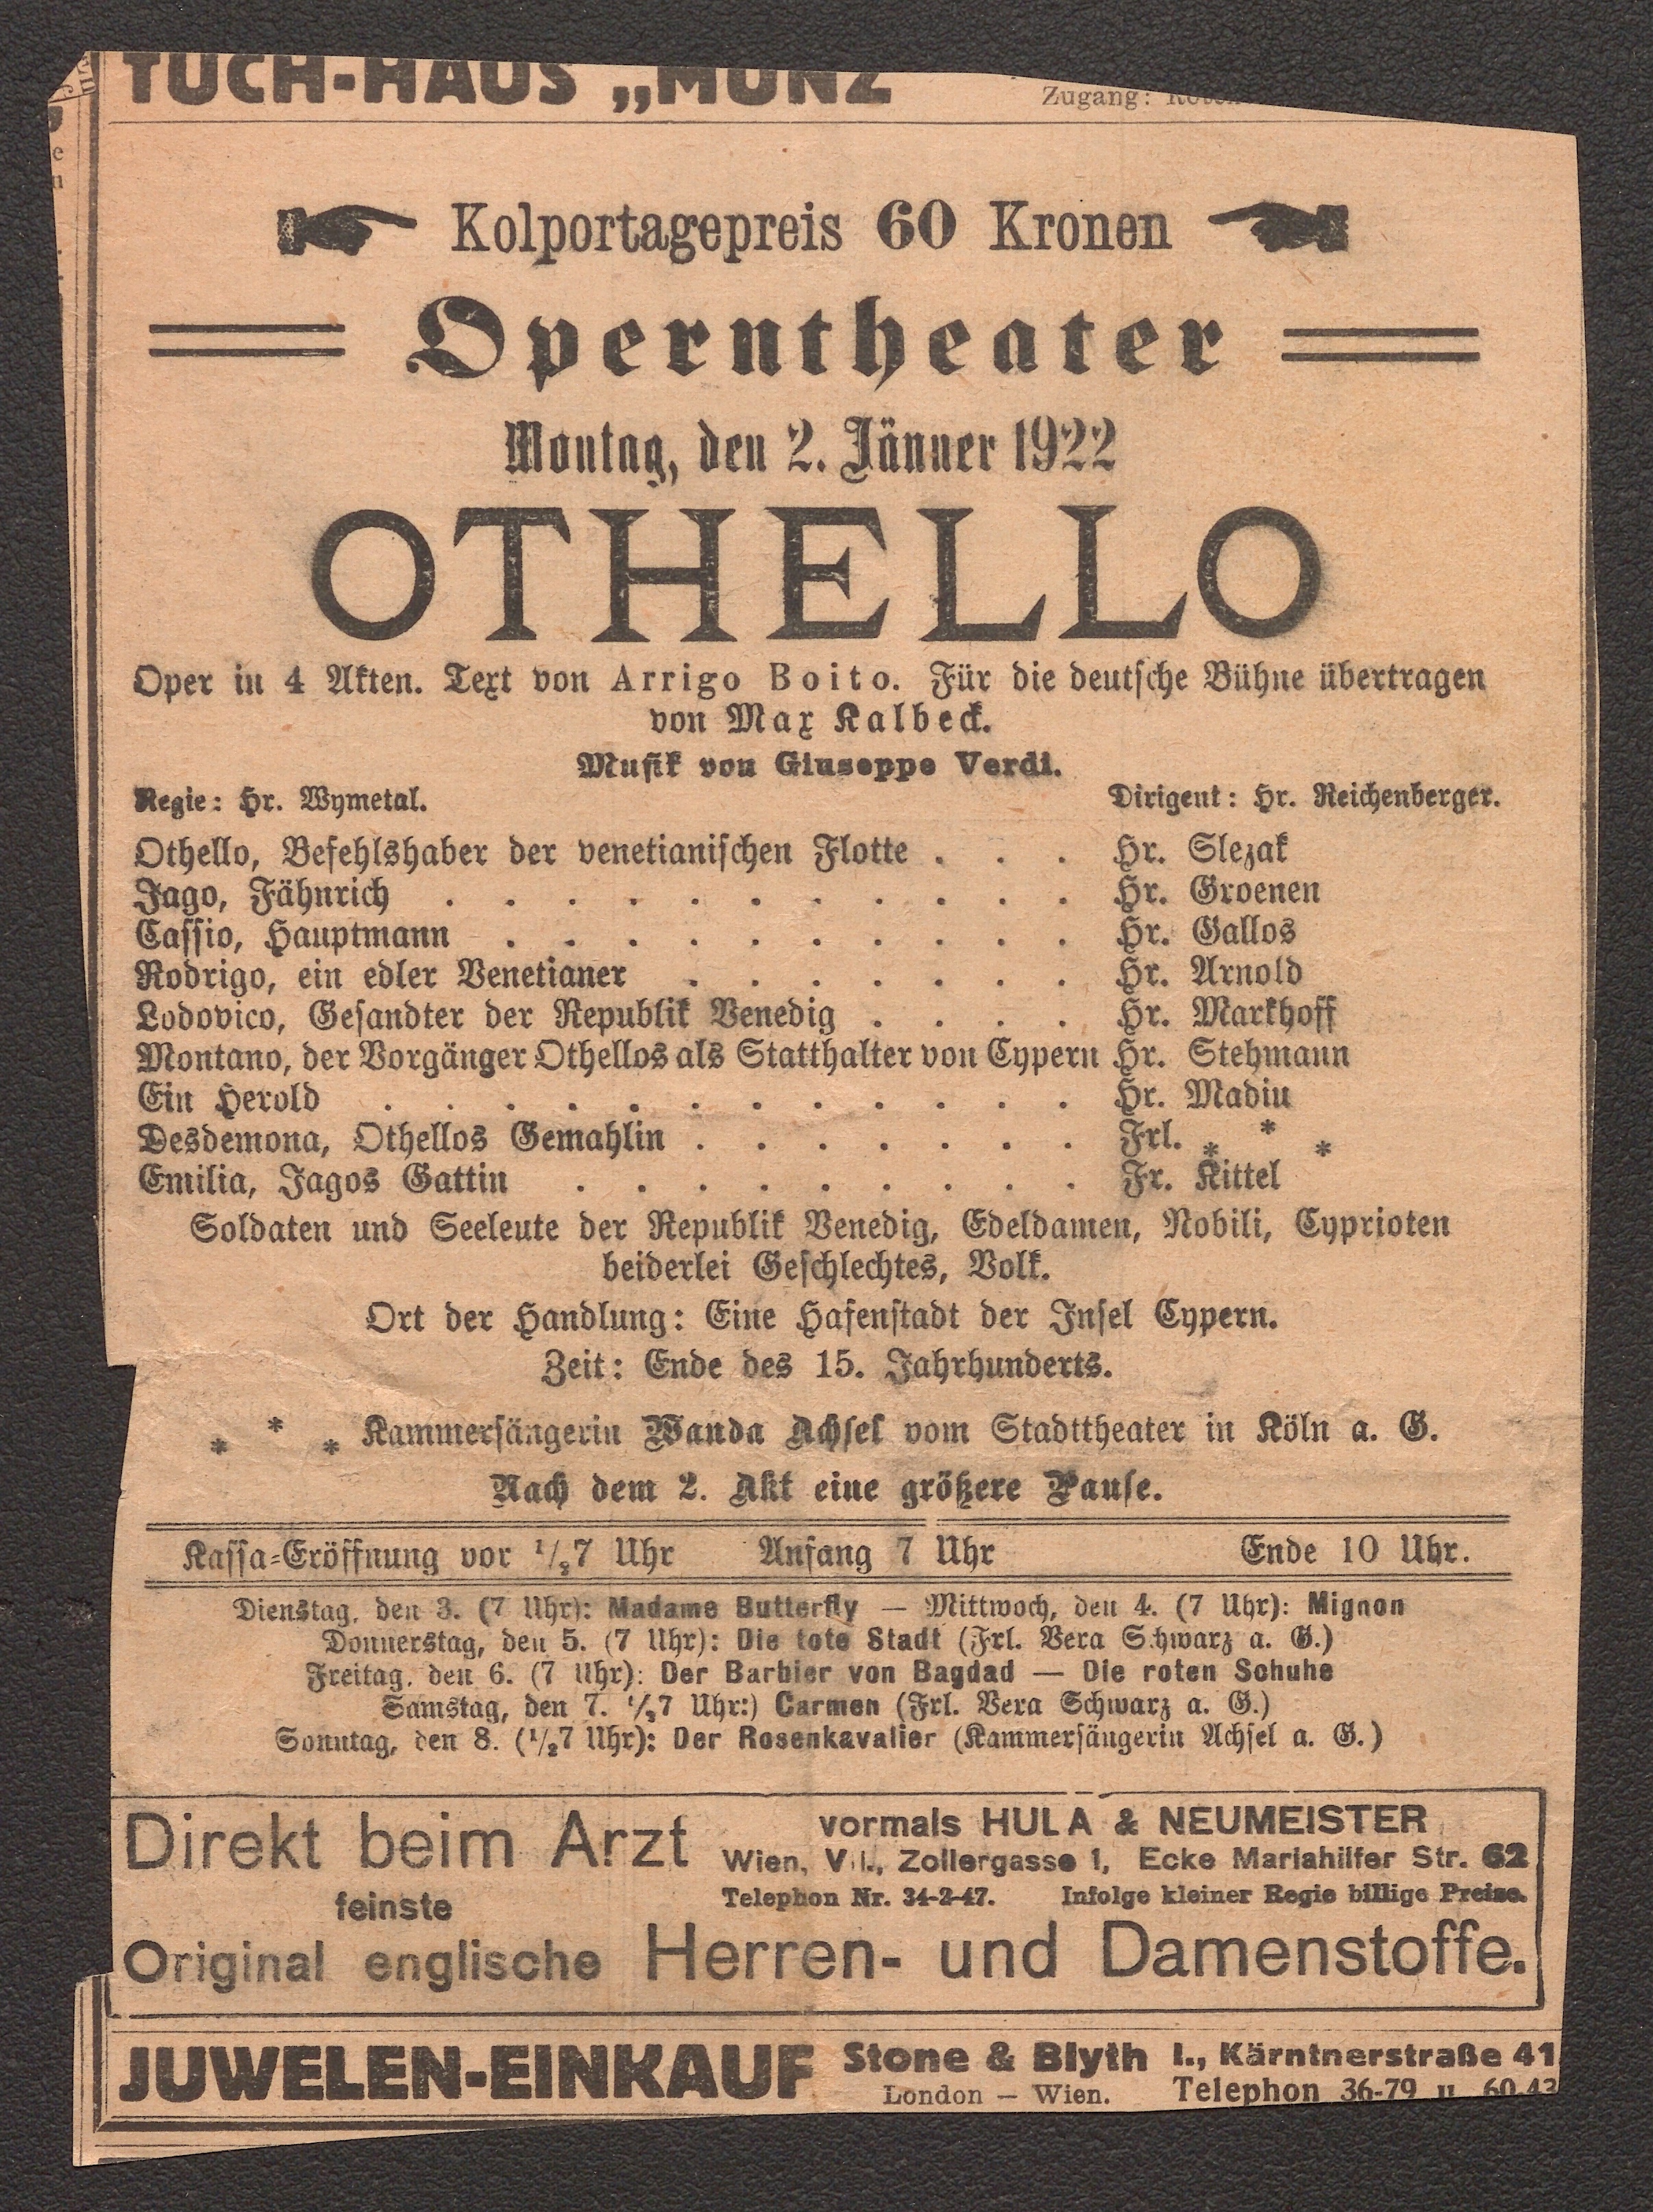 TUCH-HAUS „MÜNZ
Zugang:
Kolportagepreis 60 Kronen
Operntheater
Montag, den 2. Jänner 1922
OTHELLO
Oper in 4 Akten. Text von Arrigo Boito. Für die deutsche Bühne übertragen
von Max Kalbeck.
Musik von Giuseppe Verdi.
Regie: Hr. Wymetal. Dirigent: Hr. Reichenberger.
Othello, Befehlshaber der venetianischen Flotte . . . Hr. Slezak
Jago, Fähnrich . . . . . . . . . . . Hr. Groenen
Cassio, Hauptmann . . . . . . . . . . Hr. Gallos
Rodrigo, ein edler Venetianer . . . . . . . Hr. Arnold
Lodovico, Gesandter der Republik Venedig . . . . Hr. Markhoff
Montano, der Vorgänger Othellos als Statthalter von Cypern Hr. Stehmann
Ein Herold . . . . . . . . . . . . Hr. Madin
Desdemona, Othellos Gemahlin . . . . . . . Frl. * * *
Emilia, Jagos Gattin . . . . . . . . . Fr. Kittel
Soldaten und Seeleute der Republik Venedig, Edeldamen, Nobili, Cyprioten
beiderlei Geschlechtes, Volk.
Ort der Handlung: Eine Hafenstadt der Insel Cypern.
Zeit: Ende des 15. Jahrhunderts.
* * * Kammersängerin Wanda Achsel vom Stadttheater in Köln a. G.
Nach dem 2. Akt eine größere Pause.
Kassa-Eröffnung vor 1/27 Uhr Anfang 7 Uhr Ende 10 Uhr.
Dienstag, den 3. (7 Uhr): Madame Butterfly — Mittwoch, den 4. (7 Uhr): Mignon
Donnerstag, den 5. (7 Uhr): Die tote Stadt (Frl. Vera Schwarz a. G.)
Freitag, den 6. (7 Uhr): Der Barbier von Bagdad — Die roten Schuhe
Samstag, den 7. 1/27 Uhr:) Carmen (Frl. Vera Schwarz a. G.)
Sonntag, den 8. (1/27 Uhr): Der Rosenkavalier (Kammersängerin Achsel a. G.)
Direkt beim Arzt vormals HULA & NEUMEISTER
Wien, VII., Zollergasse 1, Ecke Mariahilfer Str. 62
feinste Telephon Nr. 34-2-47. Infolge kleiner Regie billige Preise.
Original englische Herren- und Damenstoffe.
JUWELEN-EINKAUF Stone & Blyth I., Kärntnerstraße 41
London — Wien. Telephon 36-79 u. 60-43